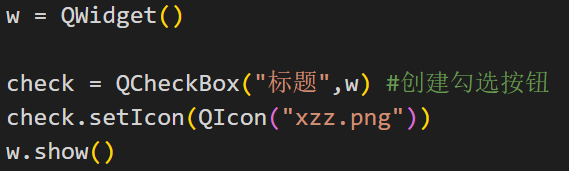 w = QWidget()
check = QCheckBox("标题",w) #创建勾选按钮
check.setIcon(QIcon("xzz.png"))
w.show()